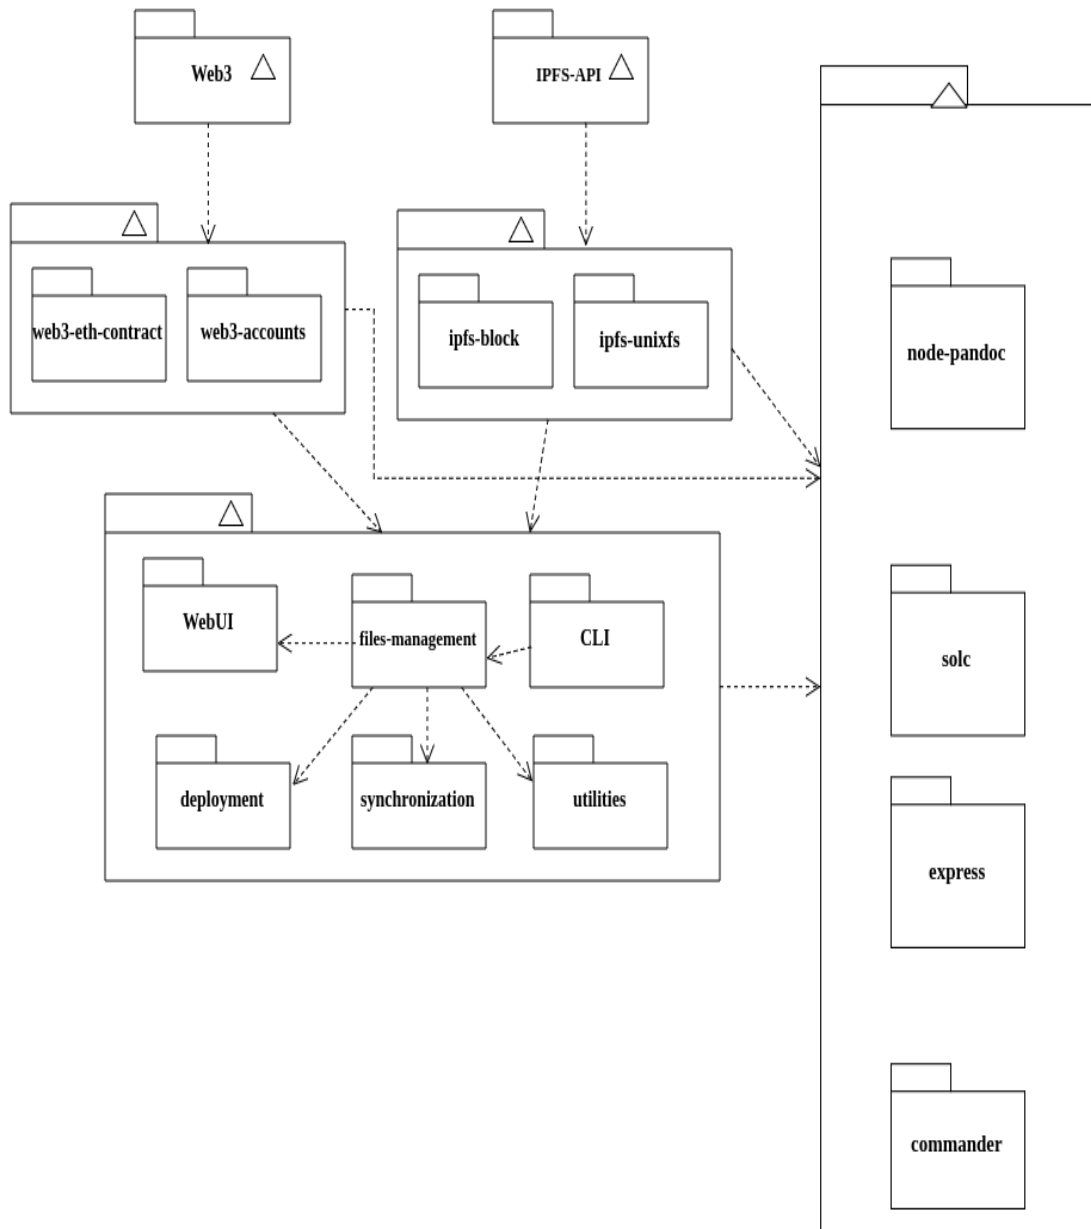 Web3
IPFS-API
web3-eth-contract
web3-accounts
ipfs-block
ipfs-unixfs
node-pandoc
WebUI
files-management
CLI
solc
deployment
synchronization
utilities
express
commander